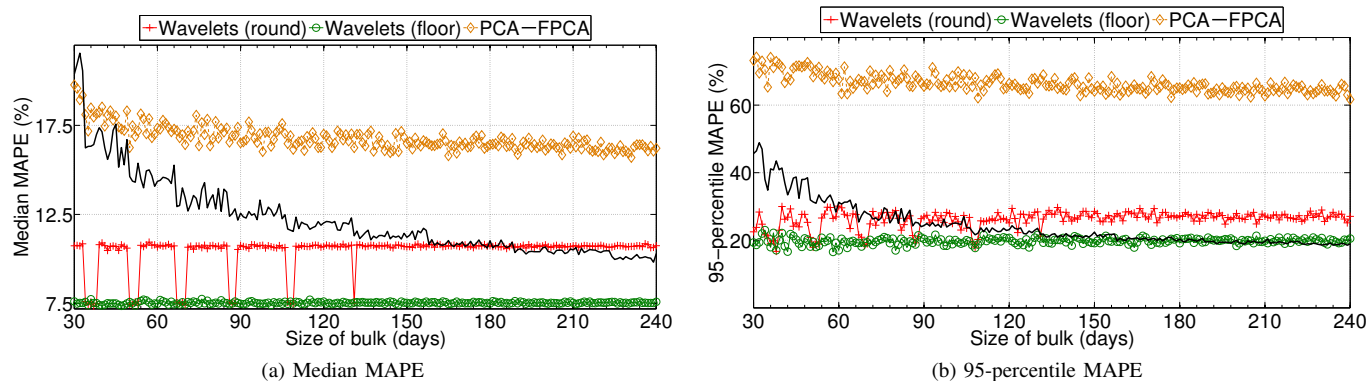 Wavelets (round) Wavelets (floor) PCA FPCA
Median MAPE (%)
17.5
12.5
7.5
30 60 90 120 150 180 210 240
Size of bulk (days)
(a) Median MAPE
Wavelets (round) Wavelets (floor) PCA FPCA
95-percentile MAPE (%)
60
40
20
30 60 90 120 150 180 210 240
Size of bulk (days)
(b) 95-percentile MAPE